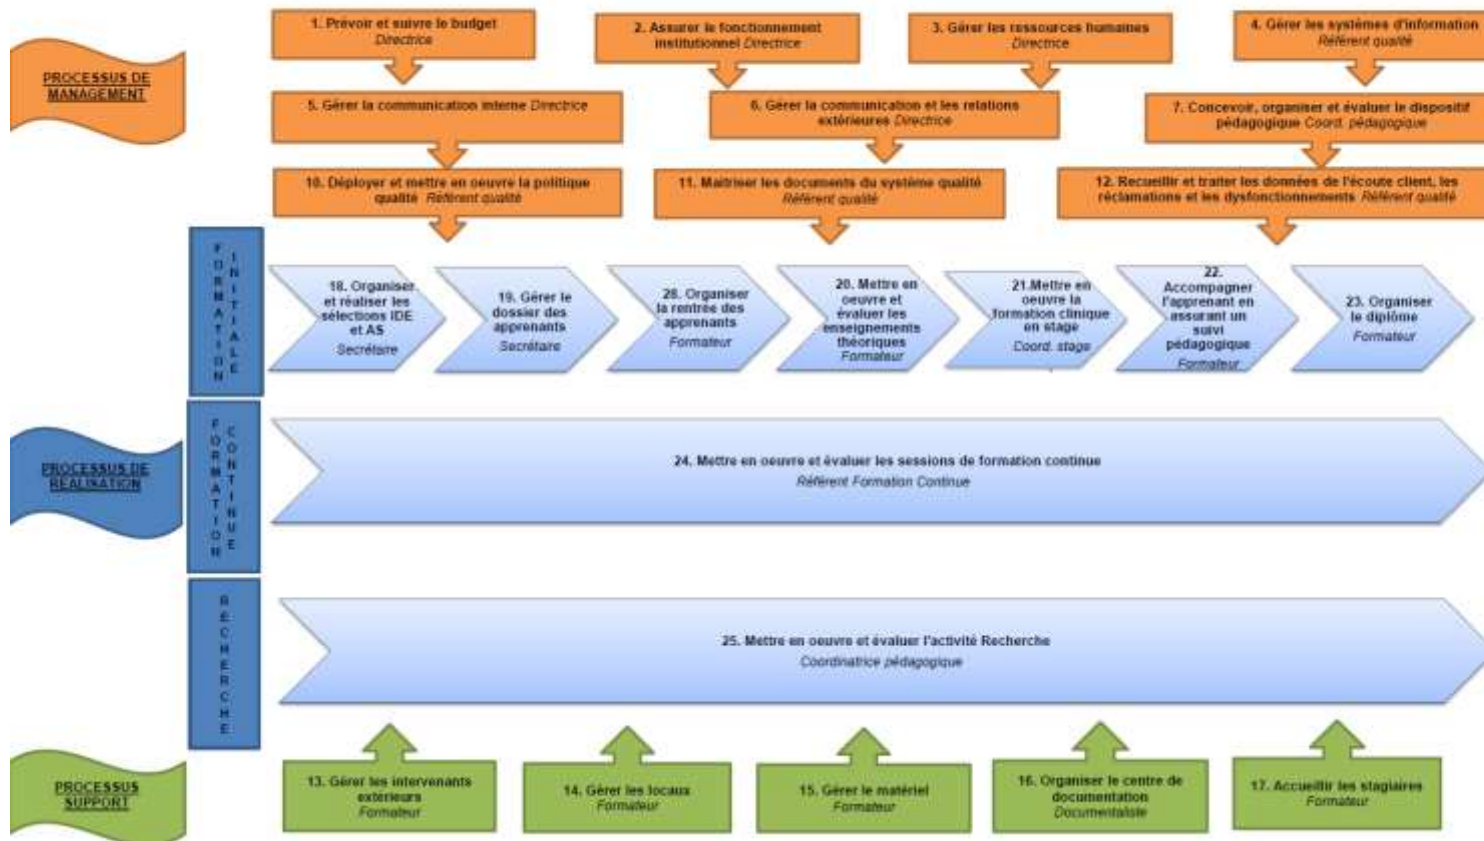 PROCESSUS DE
MANAGEMENT
1. Prévoir et suivre le budget
Directrice
2. Assurer le fonctionnement
institutionnel Directrice
3. Gérer les ressources humaines
Directrice
4. Gérer les systèmes d'information
Référent qualité
5. Gérer la communication interne Directrice
6. Gérer la communication et les relations
extérieures Directrice
7. Concevoir, organiser et évaluer le dispositif
pédagogique Coord. pédagogique
10. Déployer et mettre en oeuvre la politique
qualité Référent qualité
11. Maitriser les documents du système qualité
Référent qualité
12. Recueillir et traiter les données de l'écoute client, les
réclamations et les dysfonctionnements Référent qualité
FORMATION
INITIALE
18. Organiser
et réaliser les
sélections IDE
et AS
Secrétaire
19. Gérer le
dossier des
apprenants
Secrétaire
28. Organiser
la rentrée des
apprenants
Formateur
20. Mettre en
oeuvre et
évaluer les
enseignements
théoriques
Formateur
21.Mettre en
oeuvre la
formation clinique
en stage
Coord. stage
22.
Accompagner
l'apprenant en
assurant un
suivi
pédagogique
Formateur
23. Organiser
le diplôme
Formateur
PROCESSUS DE
REALISATION
FORMATION
CONTINUE
24. Mettre en oeuvre et évaluer les sessions de formation continue
Référent Formation Continue
RECHERCHE
25. Mettre en oeuvre et évaluer l'activité Recherche
Coordinatrice pédagogique
PROCESSUS
SUPPORT
13. Gérer les intervenants
extérieurs
Formateur
14. Gérer les locaux
Formateur
15. Gérer le matériel
Formateur
16. Organiser le centre de
documentation
Documentaliste
17. Accueillir les stagiaires
Formateur